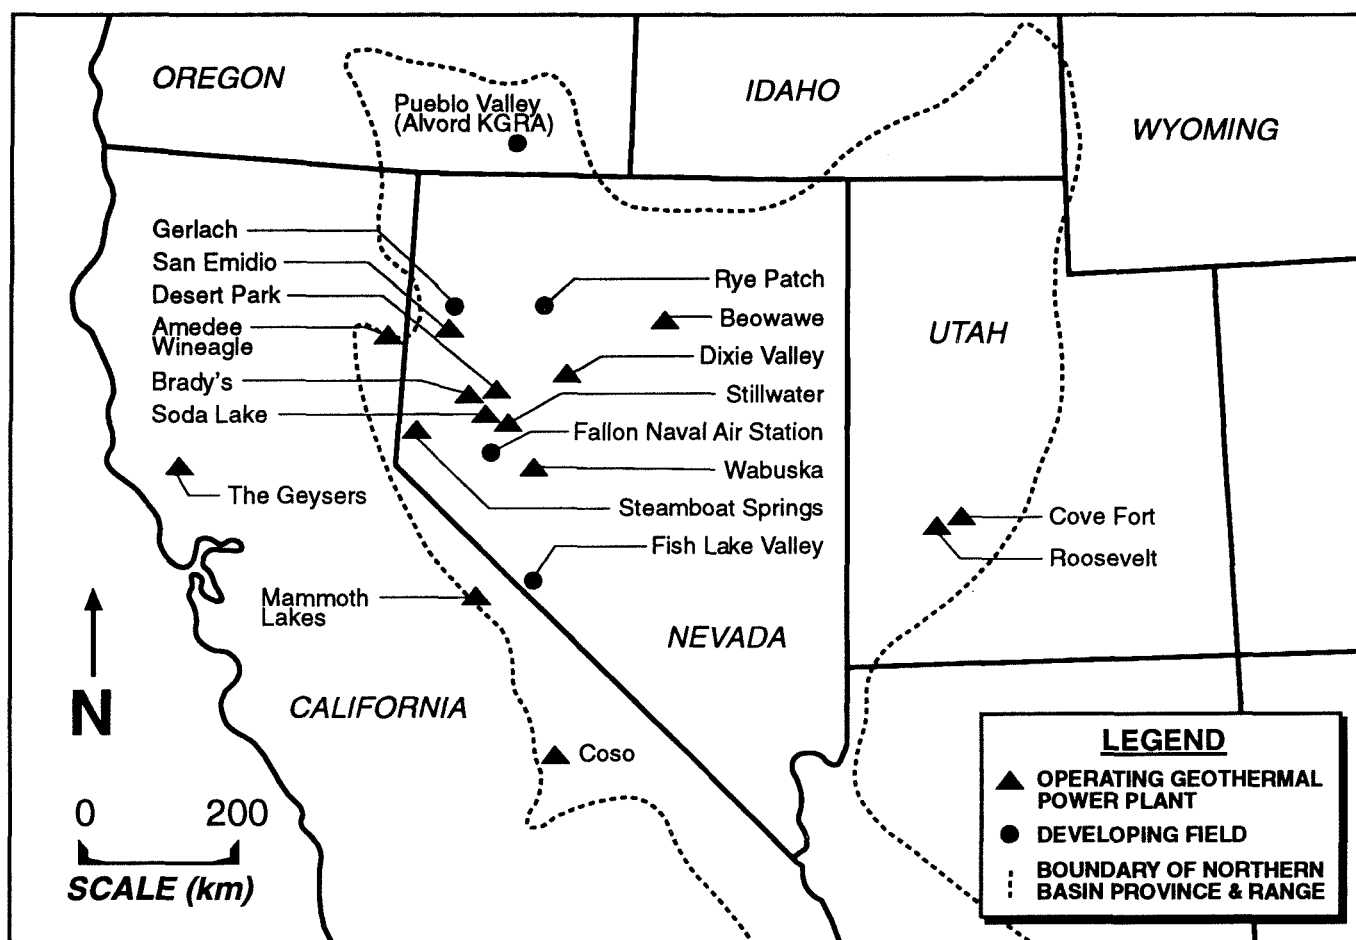 OREGON
IDAHO
WYOMING
Pueblo Valley
(Alvord KGRA)
Gerlach
San Emidio
Desert Park
Amedee
Wineagle
Brady's
Soda Lake
The Geysers
Rye Patch
Beowawe
Dixie Valley
Stillwater
Fallon Naval Air Station
Wabuska
Steamboat Springs
Fish Lake Valley
UTAH
Cove Fort
Roosevelt
Mammoth
Lakes
NEVADA
CALIFORNIA
Coso
N
0 200
SCALE (km)
LEGEND
OPERATING GEOTHERMAL
POWER PLANT
DEVELOPING FIELD
BOUNDARY OF NORTHERN
BASIN PROVINCE & RANGE